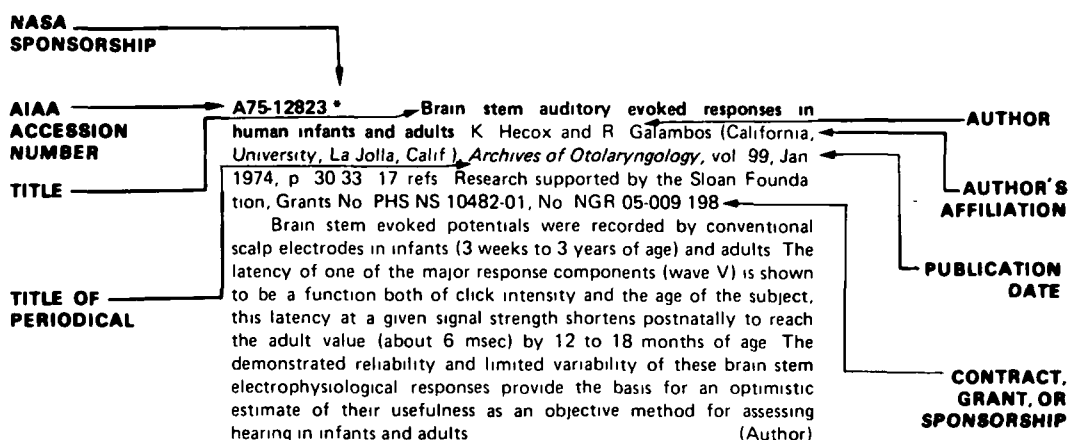 NASA
SPONSORSHIP
AIAA
ACCESSION
NUMBER
TITLE
TITLE OF
PERIODICAL
A75-12823 * Brain stem auditory evoked responses in
human infants and adults K Hecox and R Galambos (California,
University, La Jolla, Calif ), Archives of Otolaryngology, vol 99, Jan
1974, p 30 33 17 refs Research supported by the Sloan Founda
tion, Grants No PHS NS 10482-01, No NGR 05-009 198
Brain stem evoked potentials were recorded by conventional
scalp electrodes in infants (3 weeks to 3 years of age) and adults The
latency of one of the major response components (wave V) is shown
to be a function both of click intensity and the age of the subject,
this latency at a given signal strength shortens postnatally to reach
the adult value (about 6 msec) by 12 to 18 months of age The
demonstrated reliability and limited variability of these brain stem
electrophysiological responses provide the basis for an optimistic
estimate of their usefulness as an objective method for assessing
hearing in infants and adults (Author)
AUTHOR
AUTHOR'S
AFFILIATION
PUBLICATION
DATE
CONTRACT,
GRANT, OR
SPONSORSHIP